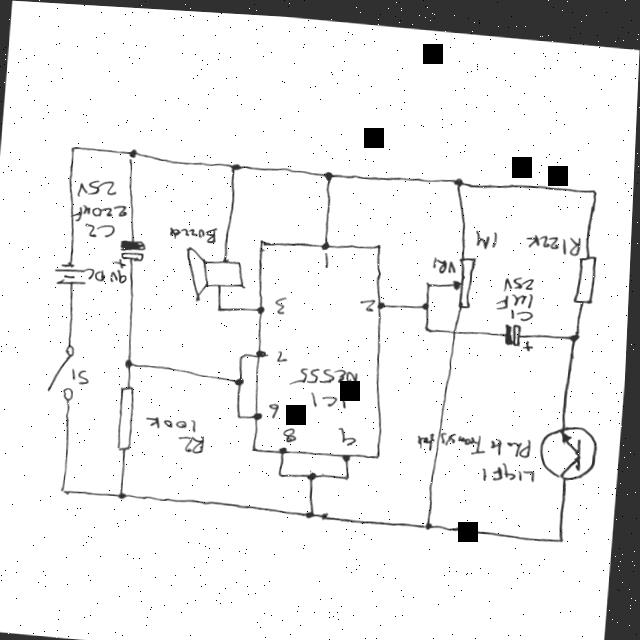 L14F1
Photo Transistor
R2
100K
S1
8
4
6
7
IC1
NE555
C1
1uF
25V
+
2
3
9V DC
+
VR1
1M
R1 22K
1
Buzzer
C2
220uF
25V